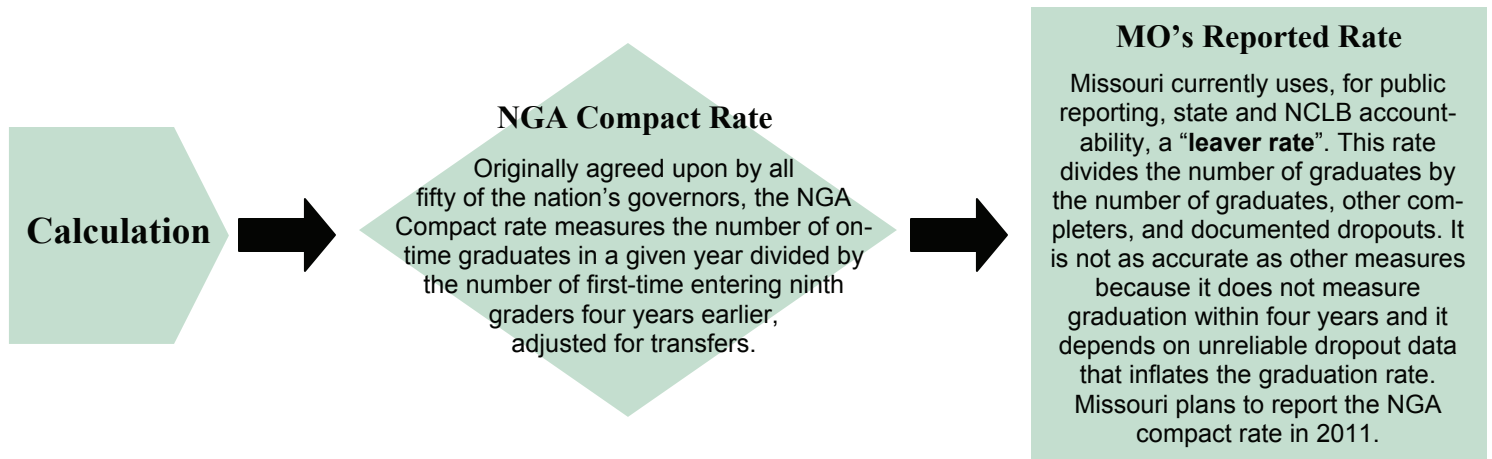 Calculation
NGA Compact Rate
Originally agreed upon by all
fifty of the nation’s governors, the NGA
Compact rate measures the number of on-
time graduates in a given year divided by
the number of first-time entering ninth
graders four years earlier,
adjusted for transfers.
MO’s Reported Rate
Missouri currently uses, for public
reporting, state and NCLB account-
ability, a “leaver rate”. This rate
divides the number of graduates by
the number of graduates, other com-
pleters, and documented dropouts. It
is not as accurate as other measures
because it does not measure
graduation within four years and it
depends on unreliable dropout data
that inflates the graduation rate.
Missouri plans to report the NGA
compact rate in 2011.